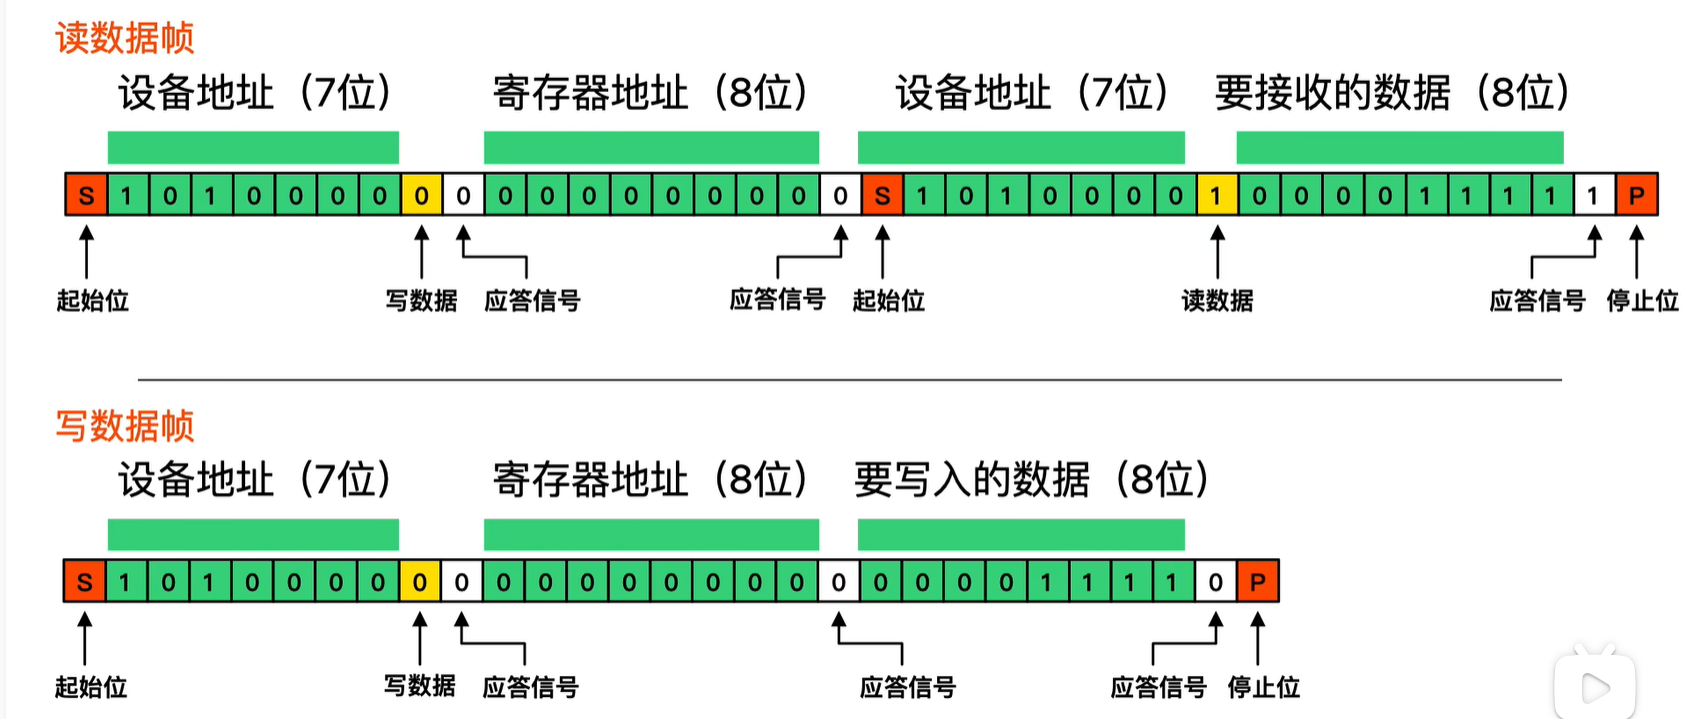 读数据帧
设备地址（7位） 寄存器地址（8位） 设备地址（7位） 要接收的数据（8位）
S 1 0 1 0 0 0 0 0 0 0 0 0 0 0 0 0 0 0 S 1 0 1 0 0 0 0 1 0 0 0 0 1 1 1 1 1 P
起始位 写数据 应答信号 应答信号 起始位 读数据 应答信号 停止位
写数据帧
设备地址（7位） 寄存器地址（8位） 要写入的数据（8位）
S 1 0 1 0 0 0 0 0 0 0 0 0 0 0 0 0 0 0 0 0 0 0 1 1 1 1 0 P
起始位 写数据 应答信号 应答信号 应答信号 停止位